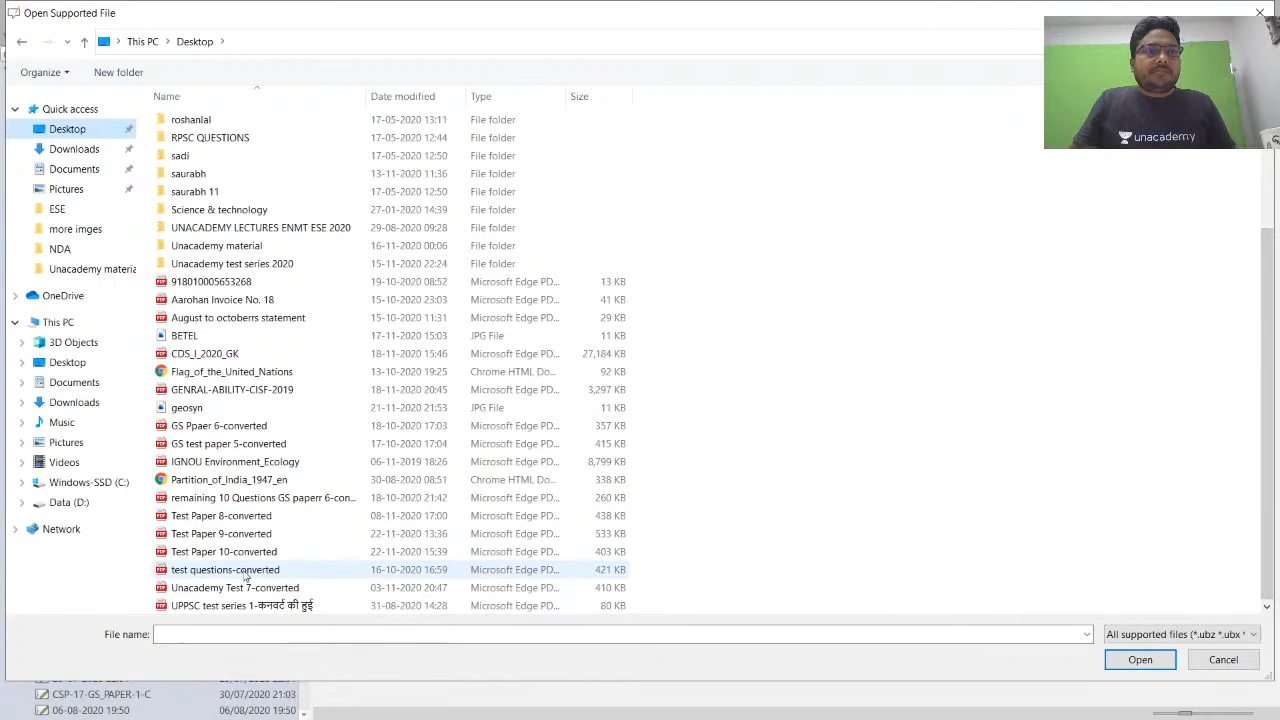 Open Supported File
This PC > Desktop >
Organize New folder
Name Date modified Type Size
Quick access
Desktop
Downloads
Documents
Pictures
ESE
more imges
NDA
Unacademy materia
OneDrive
This PC
3D Objects
Desktop
Documents
Downloads
Music
Pictures
Videos
Windows-SSD (C:)
Data (D:)
Network
roshanlal 17-05-2020 13:11 File folder
RPSC QUESTIONS 17-05-2020 12:44 File folder
sadi 17-05-2020 12:50 File folder
saurabh 13-11-2020 11:36 File folder
saurabh 11 17-05-2020 12:50 File folder
Science & technology 27-01-2020 14:39 File folder
UNACADEMY LECTURES ENMT ESE 2020 29-08-2020 09:28 File folder
Unacademy material 16-11-2020 00:06 File folder
Unacademy test series 2020 15-11-2020 22:24 File folder
918010005653268 19-10-2020 08:52 Microsoft Edge PD... 13 KB
Aarohan Invoice No. 18 15-10-2020 23:03 Microsoft Edge PD... 41 KB
August to octoberrs statement 15-10-2020 11:31 Microsoft Edge PD... 29 KB
BETEL 17-11-2020 15:03 JPG File 11 KB
CDS_I_2020_GK 18-11-2020 15:46 Microsoft Edge PD... 27,184 KB
Flag_of_the_United_Nations 13-10-2020 19:25 Chrome HTML Do... 92 KB
GENRAL-ABILITY-CISF-2019 18-11-2020 20:45 Microsoft Edge PD... 3,297 KB
geosyn 21-11-2020 21:53 JPG File 11 KB
GS Ppaer 6-converted 18-10-2020 17:03 Microsoft Edge PD... 357 KB
GS test paper 5-converted 17-10-2020 17:04 Microsoft Edge PD... 415 KB
IGNOU Environment_Ecology 06-11-2019 18:26 Microsoft Edge PD... 8,799 KB
Partition_of_India_1947_en 30-08-2020 08:51 Chrome HTML Do... 338 KB
remaining 10 Questions GS paperr 6-con... 18-10-2020 21:42 Microsoft Edge PD... 260 KB
Test Paper 8-converted 08-11-2020 17:00 Microsoft Edge PD... 438 KB
Test Paper 9-converted 22-11-2020 13:36 Microsoft Edge PD... 533 KB
Test Paper 10-converted 22-11-2020 15:39 Microsoft Edge PD... 403 KB
test questions-converted 16-10-2020 16:59 Microsoft Edge PD... 421 KB
Unacademy Test 7-converted 03-11-2020 20:47 Microsoft Edge PD... 410 KB
UPPSC test series 1-कनवर्ट की हुई 31-08-2020 14:28 Microsoft Edge PD... 80 KB
unacademy
File name: All supported files (*.ubz *.ubx *
Open Cancel
CSP-17-GS_PAPER-1-C 30/07/2020 21:03
06-08-2020 19:50 06/08/2020 19:50